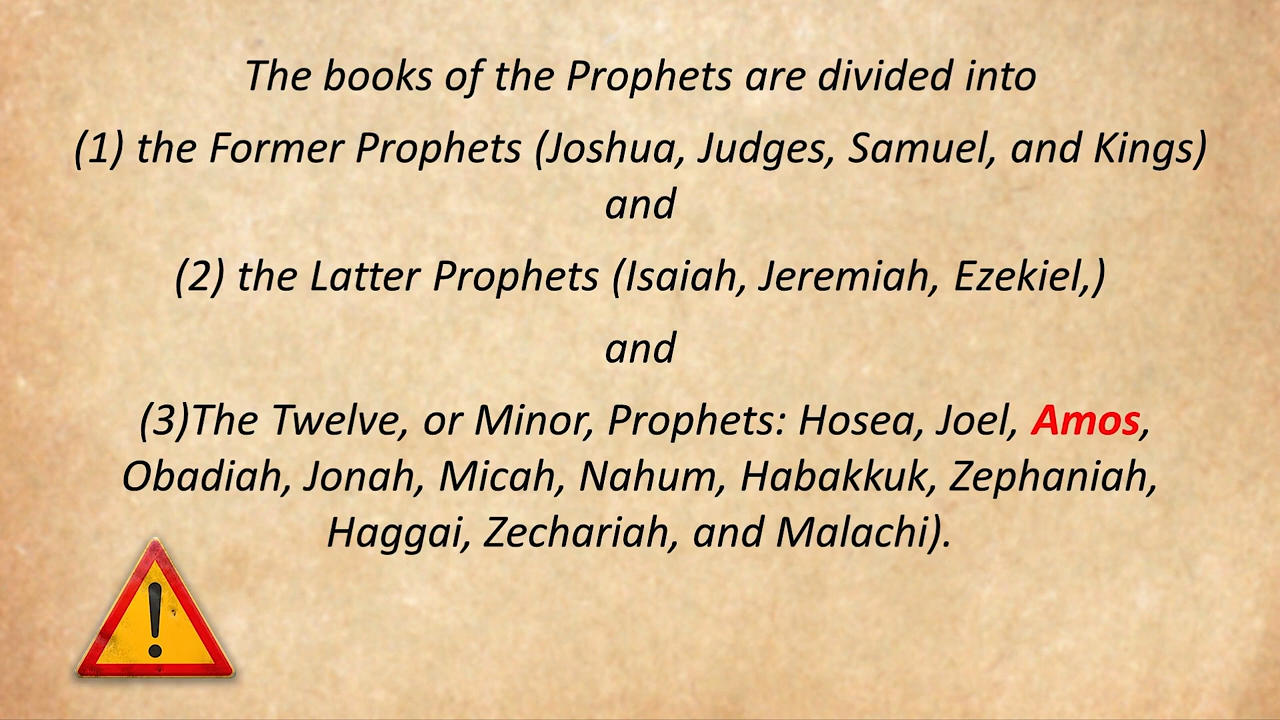 The books of the Prophets are divided into
(1) the Former Prophets (Joshua, Judges, Samuel, and Kings)
and
(2) the Latter Prophets (Isaiah, Jeremiah, Ezekiel,)
and
(3)The Twelve, or Minor, Prophets: Hosea, Joel, Amos,
Obadiah, Jonah, Micah, Nahum, Habakkuk, Zephaniah,
Haggai, Zechariah, and Malachi).
!